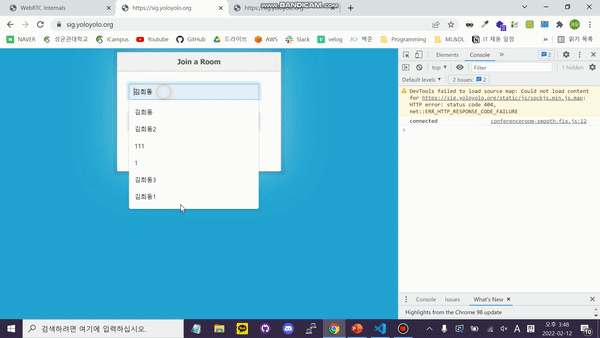 WebRTC Internals
https://sig.yoloyolo.org
https://sig.yoloyolo.org
WWW.BANDICAM.COM
sig.yoloyolo.org
NAVER
성균관대학교
iCampus
YouTube
GitHub
드라이브
AWS
Slack
velog
백준
ML&DL
IT 채용 일정
읽기 목록
Join a Room
김희동
김희동
김희동2
111
1
김희동3
김희동1
Elements
Console
2
top
Filter
1 hidden
Default levels
2 Issues:
2
DevTools failed to load source map: Could not load content
for https://sig.yoloyolo.org/static/js/sockjs.min.js.map:
HTTP error: status code 404,
net::ERR_HTTP_RESPONSE_CODE_FAILURE
connected
conferenceroom-smooth-fix.js:12
Console
Issues
What's New
Highlights from the Chrome 98 update
검색하려면 여기에 입력하십시오.
A
오후 3:48
2022-02-12
10